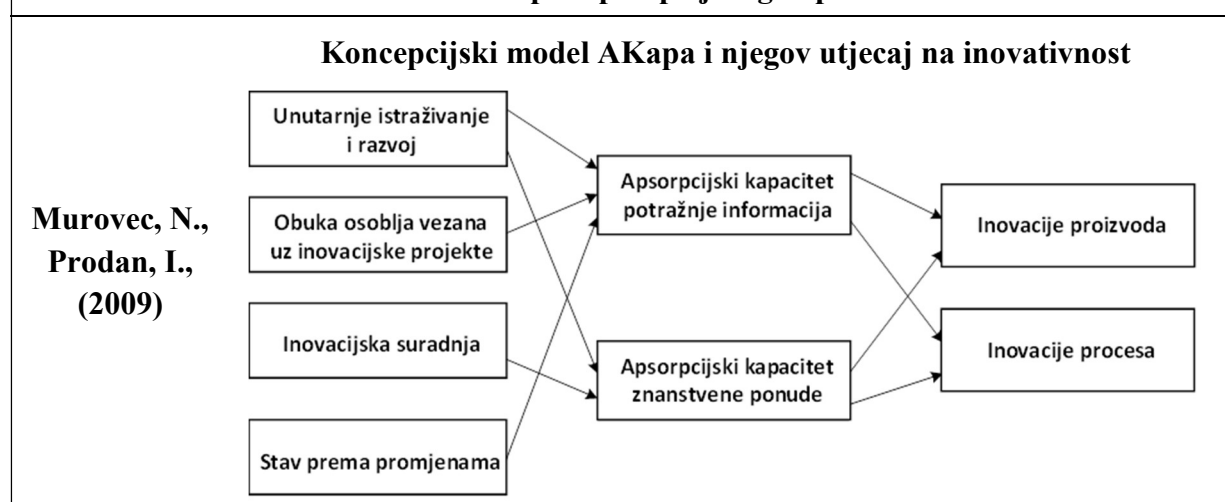 Koncepcijski model AKapa i njegov utjecaj na inovativnost
Murovec, N.,
Prodan, I.,
(2009)
Unutarnje istraživanje
i razvoj
Obuka osoblja vezana
uz inovacijske projekte
Inovacijska suradnja
Stav prema promjenama
Apsorpcijski kapacitet
potražnje informacija
Apsorpcijski kapacitet
znanstvene ponude
Inovacije proizvoda
Inovacije procesa